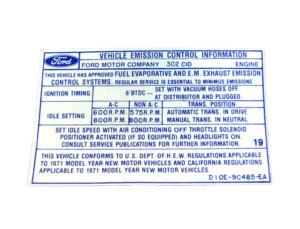 Ford
VEHICLE EMISSION CONTROL INFORMATION
FORD MOTOR COMPANY 302 CID ENGINE
THIS VEHICLE HAS APPROVED FUEL EVAPORATIVE AND E.M. EXHAUST EMISSION
CONTROL SYSTEMS. REGULAR SERVICE IS ESSENTIAL TO MINIMIZE EMISSIONS
IGNITION TIMING 6°BTDC — SET WITH VACUUM HOSES OFF
AT DISTRIBUTOR AND PLUGGED.
A-C NON A/C TRANS. POSITION
IDLE SETTING 600R.P.M. 575R.P.M. AUTOMATIC TRANS. IN DRIVE
800R.P.M. 800R.P.M. MANUAL TRANS. IN NEUTRAL
SET IDLE SPEED WITH AIR CONDITIONING OFF THROTTLE SOLENOID
POSITIONER ACTIVATED (IF SO EQUIPPED) AND HEADLIGHTS ON
CONSULT SERVICE PUBLICATIONS FOR FURTHER INFORMATION. 19
THIS VEHICLE CONFORMS TO U.S. DEPT. OF H.E.W. REGULATIONS APPLICABLE
TO 1971 MODEL YEAR NEW MOTOR VEHICLES AND CALIFORNIA REGULATIONS
APPLICABLE TO 1971 MODEL YEAR NEW MOTOR VEHICLES.
D1OE-9C485-EA